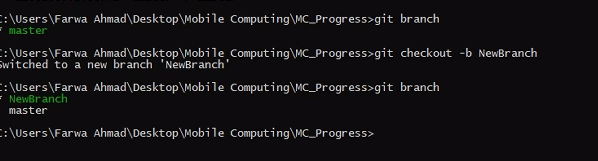 C:\Users\Farwa Ahmad\Desktop\Mobile Computing\MC_Progress>git branch
* master
C:\Users\Farwa Ahmad\Desktop\Mobile Computing\MC_Progress>git checkout -b NewBranch
Switched to a new branch 'NewBranch'
C:\Users\Farwa Ahmad\Desktop\Mobile Computing\MC_Progress>git branch
* NewBranch
master
C:\Users\Farwa Ahmad\Desktop\Mobile Computing\MC_Progress>